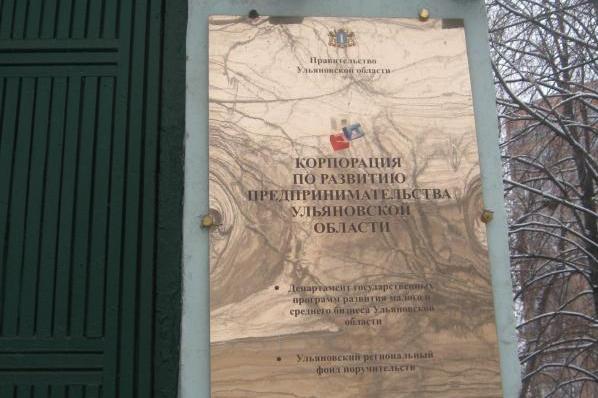 Правительство
Ульяновской области
КОРПОРАЦИЯ
ПО РАЗВИТИЮ
ПРЕДПРИНИМАТЕЛЬСТВА
УЛЬЯНОВСКОЙ
ОБЛАСТИ
• Департамент государственных
программ развития малого и
среднего бизнеса Ульяновской
области
• Ульяновский региональный
фонд поручительств